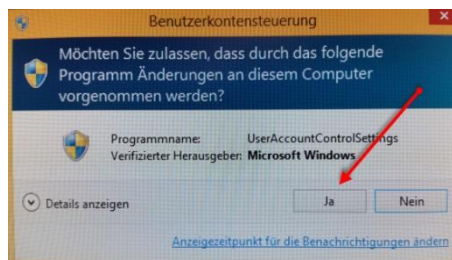 Benutzerkontensteuerung
Möchten Sie zulassen, dass durch das folgende
Programm Änderungen an diesem Computer
vorgenommen werden?
Programmname: UserAccountControlSettings
Verifizierter Herausgeber: Microsoft Windows
Details anzeigen
Ja Nein
Anzeigezeitpunkt für die Benachrichtigungen ändern